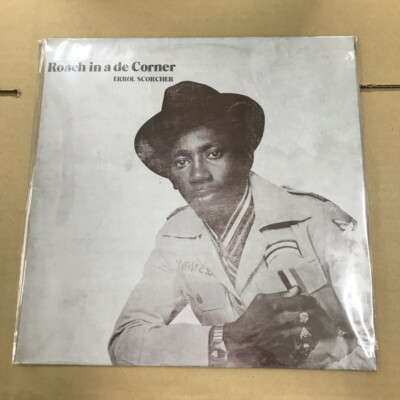 Roach in a de Corner
ERROL SCORCHER